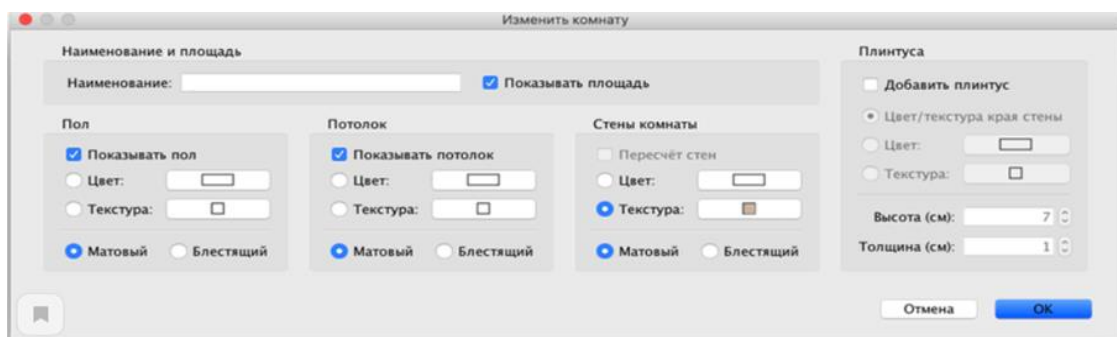 Изменить комнату
Наименование и площадь
Наименование:
Показывать площадь
Пол
Показывать пол
Цвет:
Текстура:
Матовый Блестящий
Потолок
Показывать потолок
Цвет:
Текстура:
Матовый Блестящий
Стены комнаты
Пересчёт стен
Цвет:
Текстура:
Матовый Блестящий
Плинтуса
Добавить плинтус
Цвет/текстура края стены
Цвет:
Текстура:
Высота (см): 7
Толщина (см): 1
Отмена OK